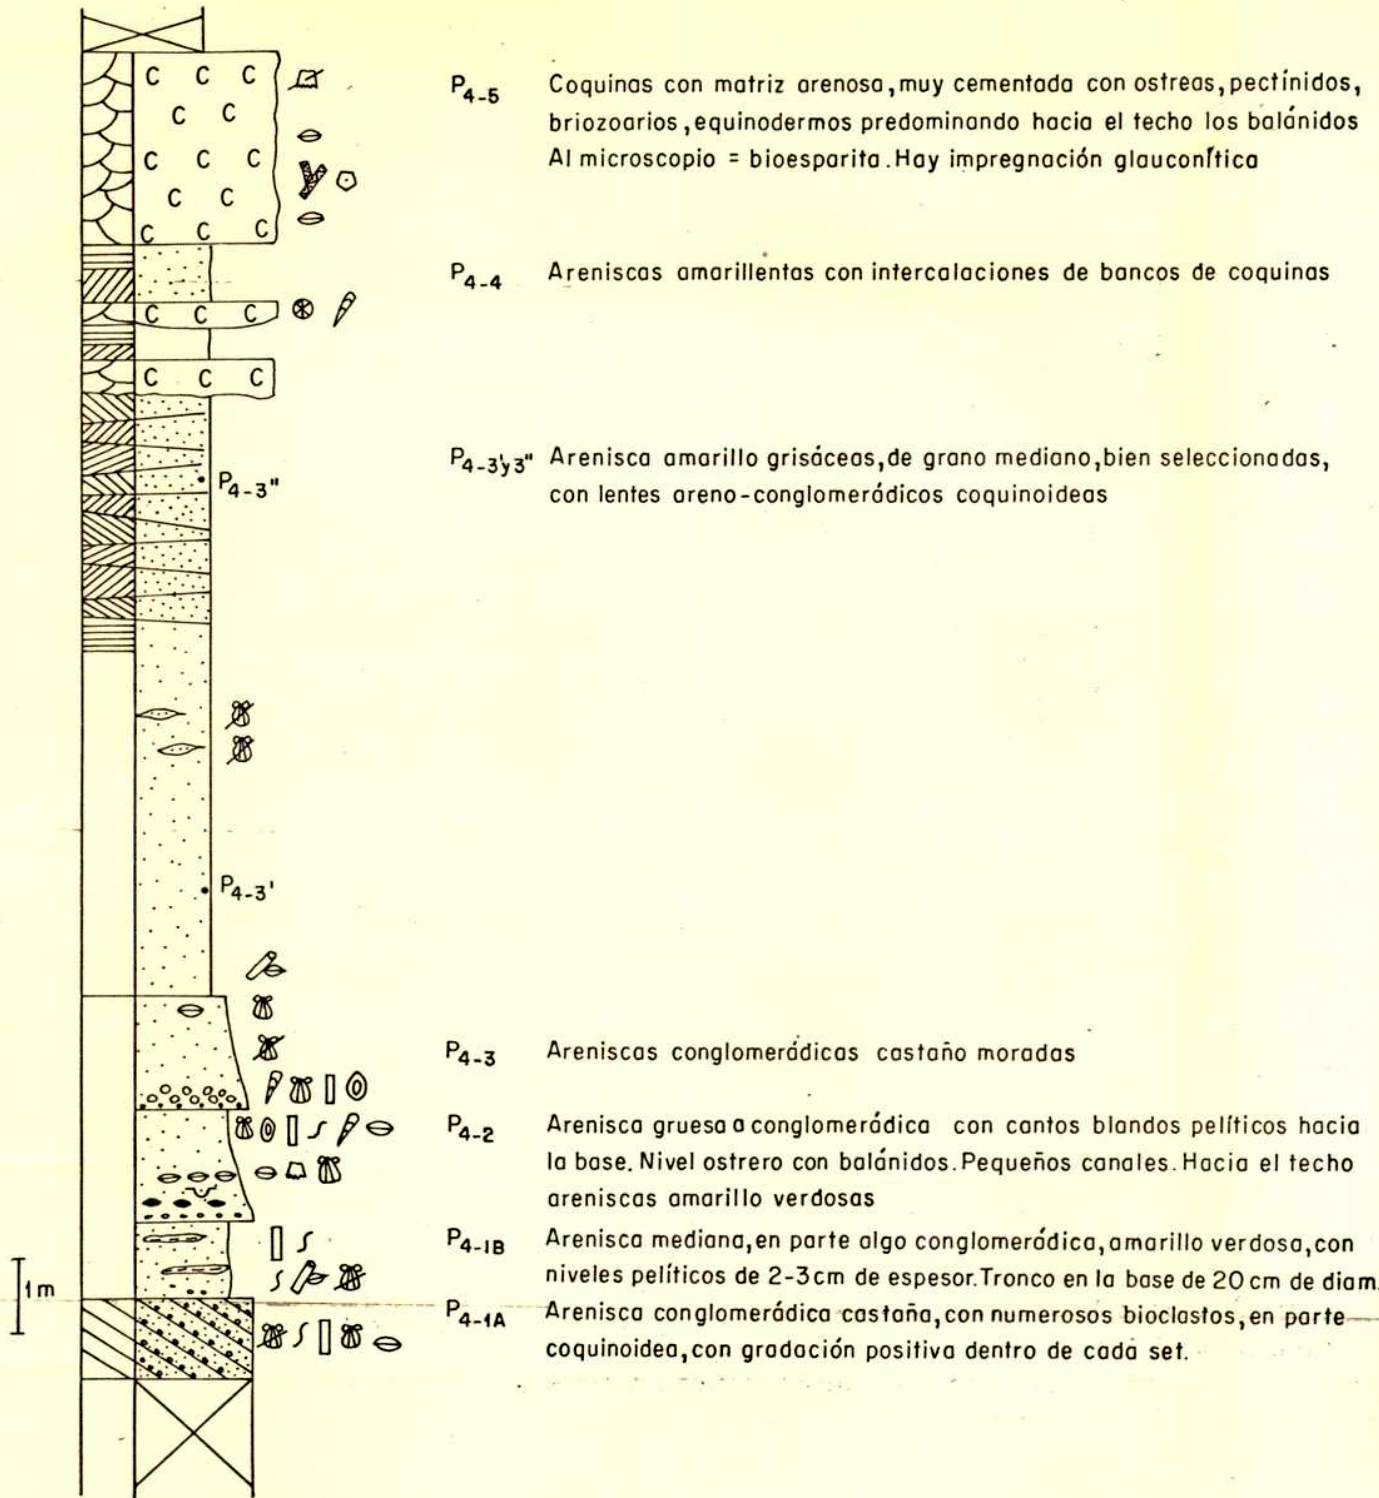 C C C
P4-5 Coquinas con matriz arenosa, muy cementada con ostreas, pectínidos,
C C
briozoarios, equinodermos predominando hacia el techo los balánidos
C C C
Al microscopio = bioesparita. Hay impregnación glauconítica
C C
C C C
P4-4 Areniscas amarillentas con intercalaciones de bancos de coquinas
C C C
C C C
P4-3'y3" Arenisca amarillo grisáceas, de grano mediano, bien seleccionadas,
P4-3"
con lentes areno-conglomerádicos coquinoideas
P4-3'
P4-3 Areniscas conglomerádicas castaño moradas
P4-2 Arenisca gruesa a conglomerádica con cantos blandos pelíticos hacia
la base. Nivel ostrero con balánidos. Pequeños canales. Hacia el techo
areniscas amarillo verdosas
P4-1B Arenisca mediana, en parte algo conglomerádica, amarillo verdosa, con
niveles pelíticos de 2-3cm de espesor. Tronco en la base de 20 cm de diam.
1m
P4-1A Arenisca conglomerádica castaña, con numerosos bioclastos, en parte
coquinoidea, con gradación positiva dentro de cada set.